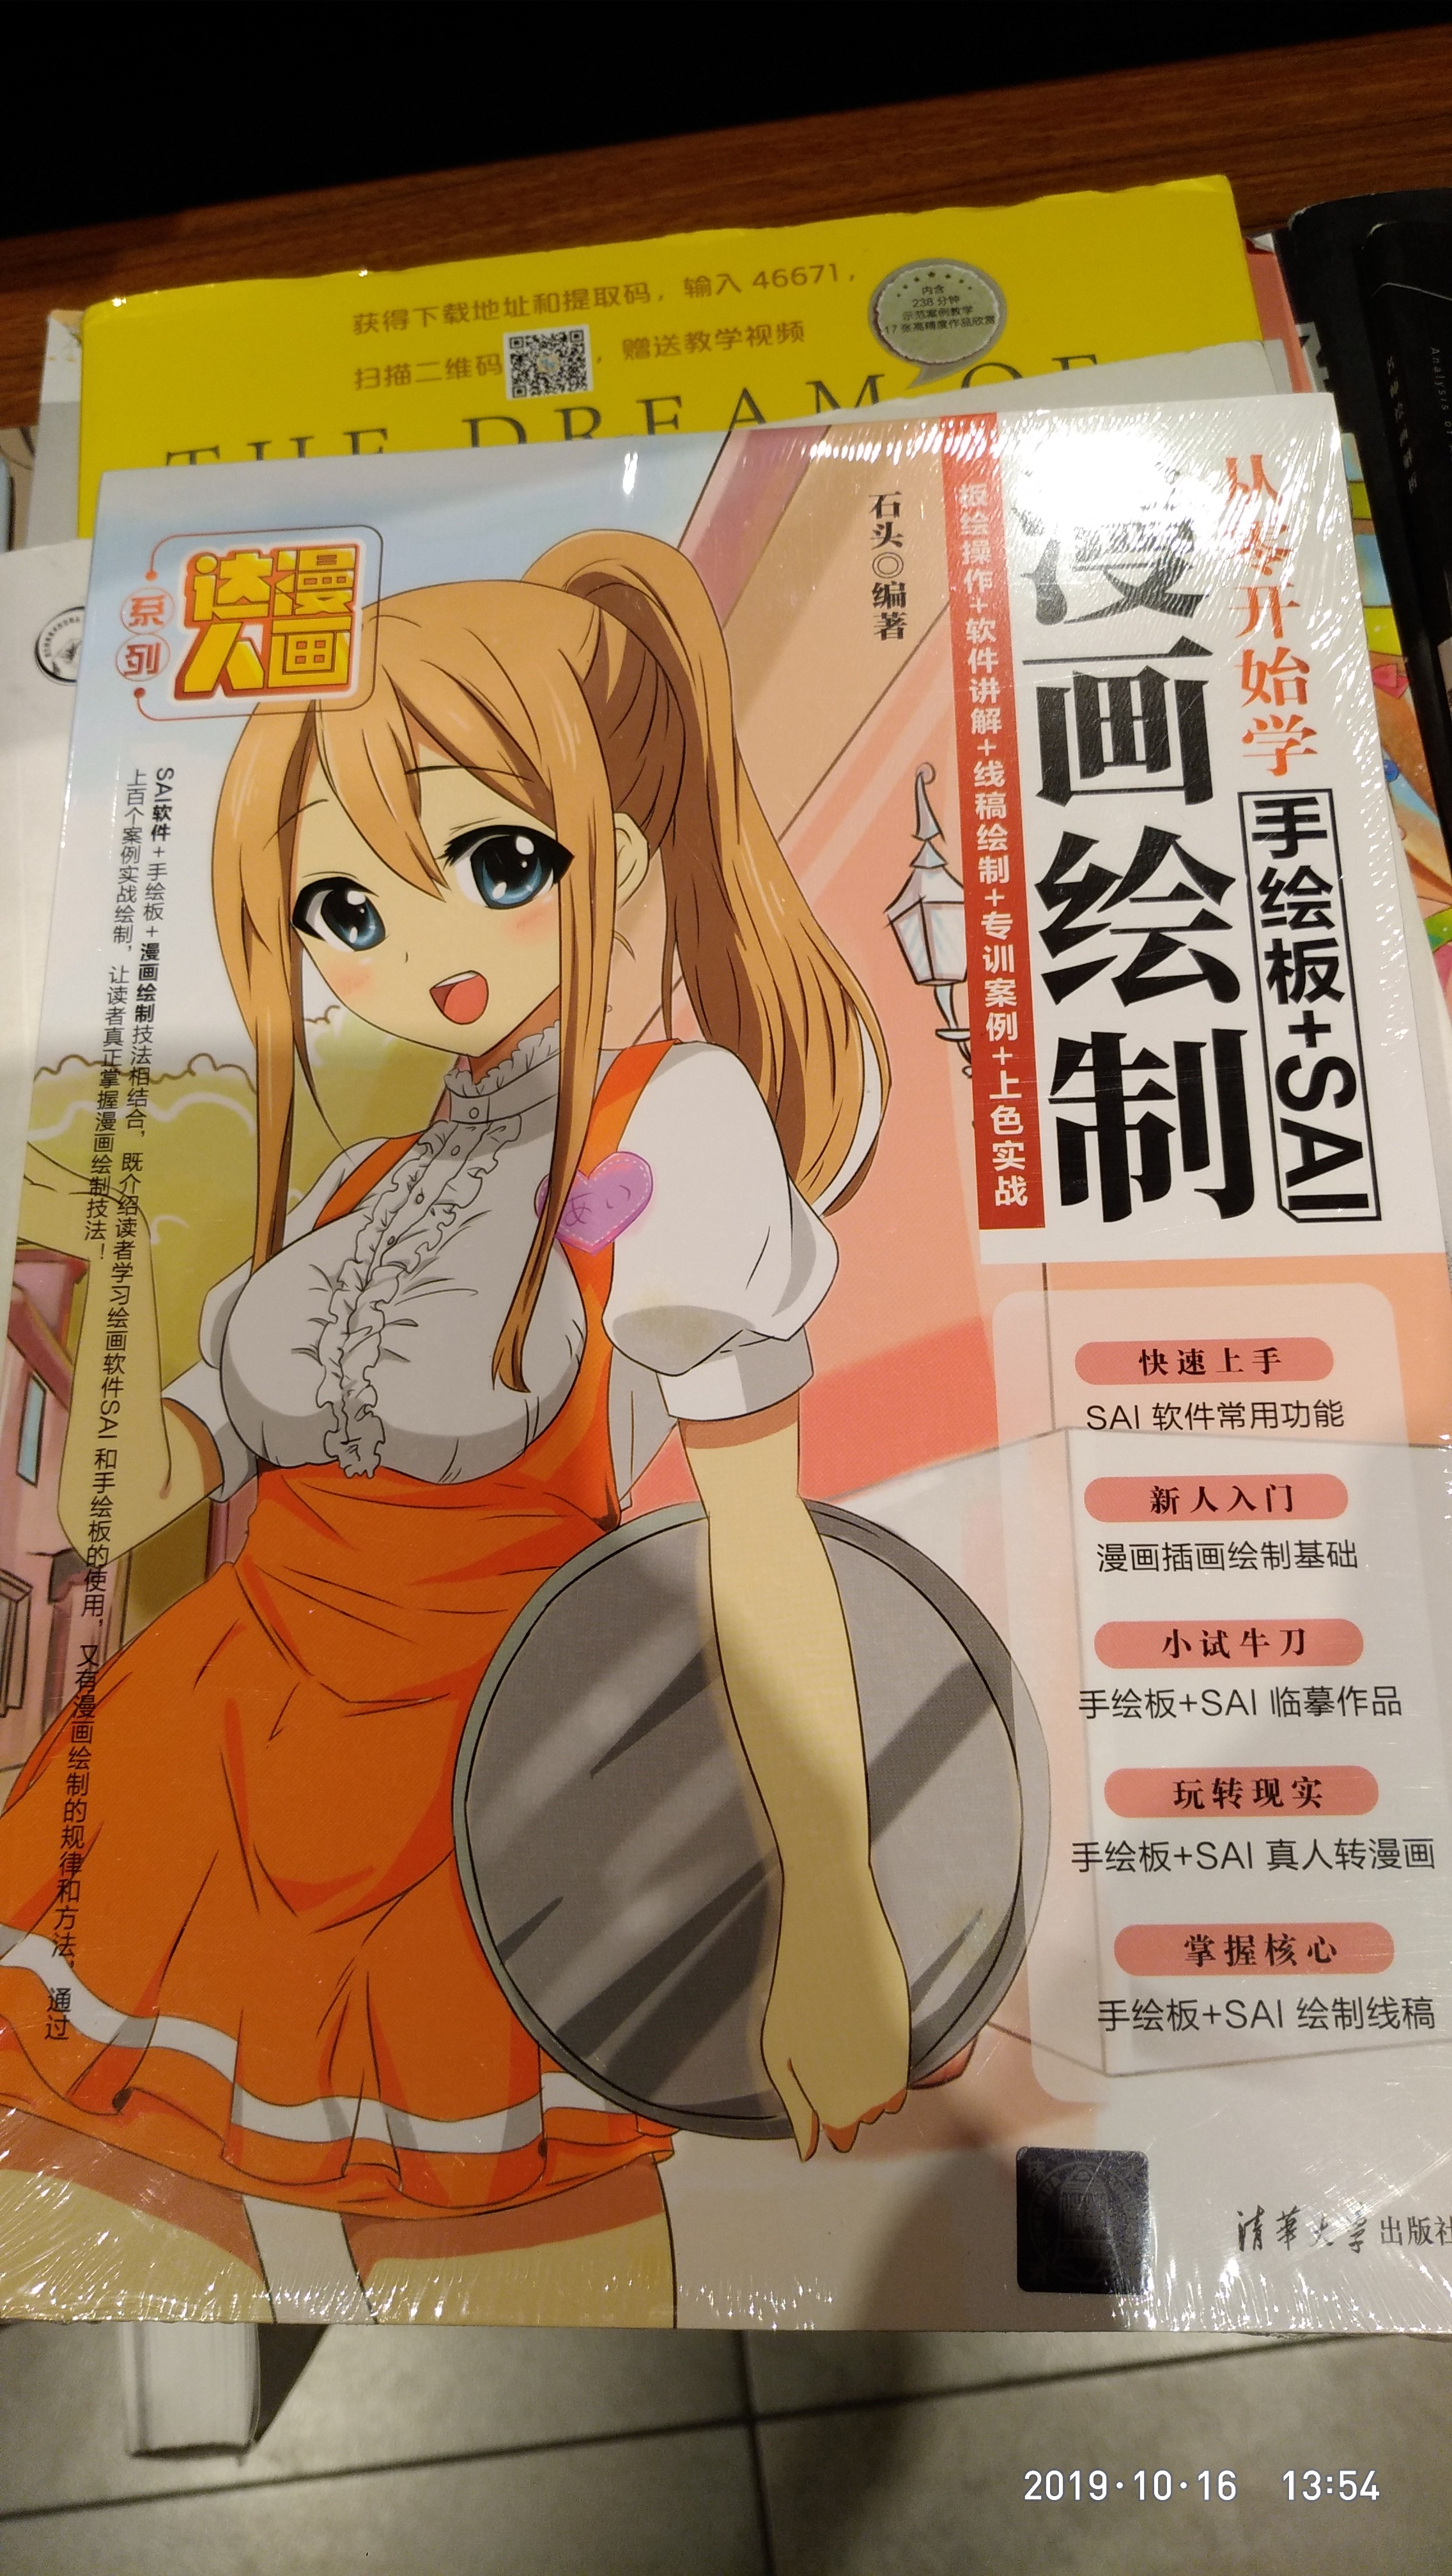 获得下载地址和提取码，输入 46671，
扫描二维码 ，赠送教学视频
内含
238 分钟
示范案例教学
17 张高精度作品欣赏
THE DREAM OF
从零开始学
手绘板+SAI
漫画绘制
扳绘操作+软件讲解+线稿绘制+专训案例+上色实战
石头◎编著
漫画
达人
系列
SAI软件+手绘板+漫画绘制技法相结合，既介绍读者学习绘画软件SAI 和手绘板的使用，又有漫画绘制的规律和方法，通过
上百个案例实战绘制，让读者真正掌握漫画绘制技法！
あい
快速上手
SAI 软件常用功能
新人入门
漫画插画绘制基础
小试牛刀
手绘板+SAI 临摹作品
玩转现实
手绘板+SAI 真人转漫画
掌握核心
手绘板+SAI 绘制线稿
清华大学出版社
2019·10·16 13:54